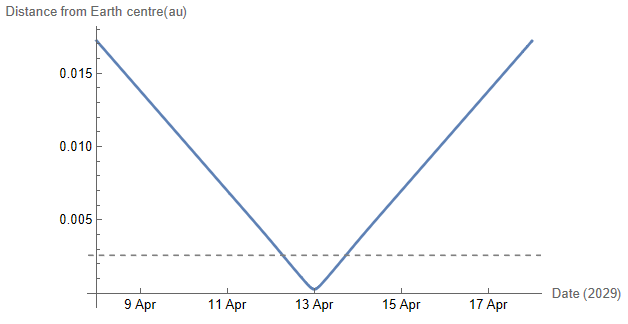 Distance from Earth centre(au)
0.015
0.010
0.005
9 Apr 11 Apr 13 Apr 15 Apr 17 Apr
Date (2029)